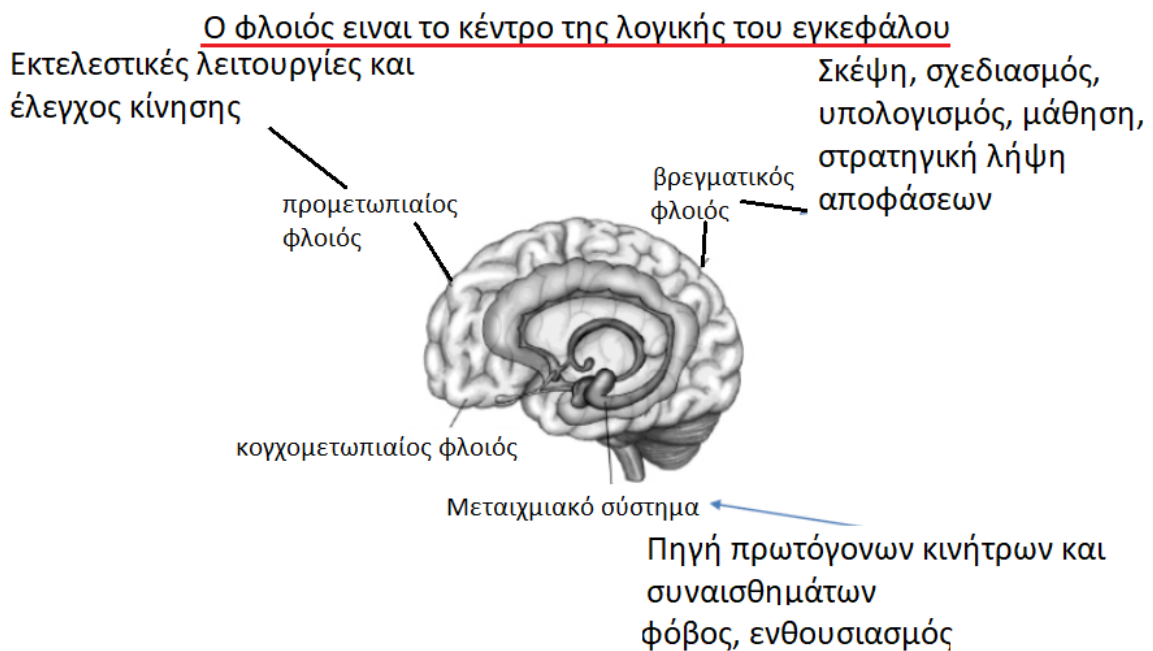 Ο φλοιός ειναι το κέντρο της λογικής του εγκεφάλου
Εκτελεστικές λειτουργίες και
έλεγχος κίνησης
Σκέψη, σχεδιασμός,
υπολογισμός, μάθηση,
στρατηγική λήψη
αποφάσεων
προμετωπιαίος
φλοιός
βρεγματικός
φλοιός
κογχομετωπιαίος φλοιός
Μεταιχμιακό σύστημα
Πηγή πρωτόγονων κινήτρων και
συναισθημάτων
φόβος, ενθουσιασμός